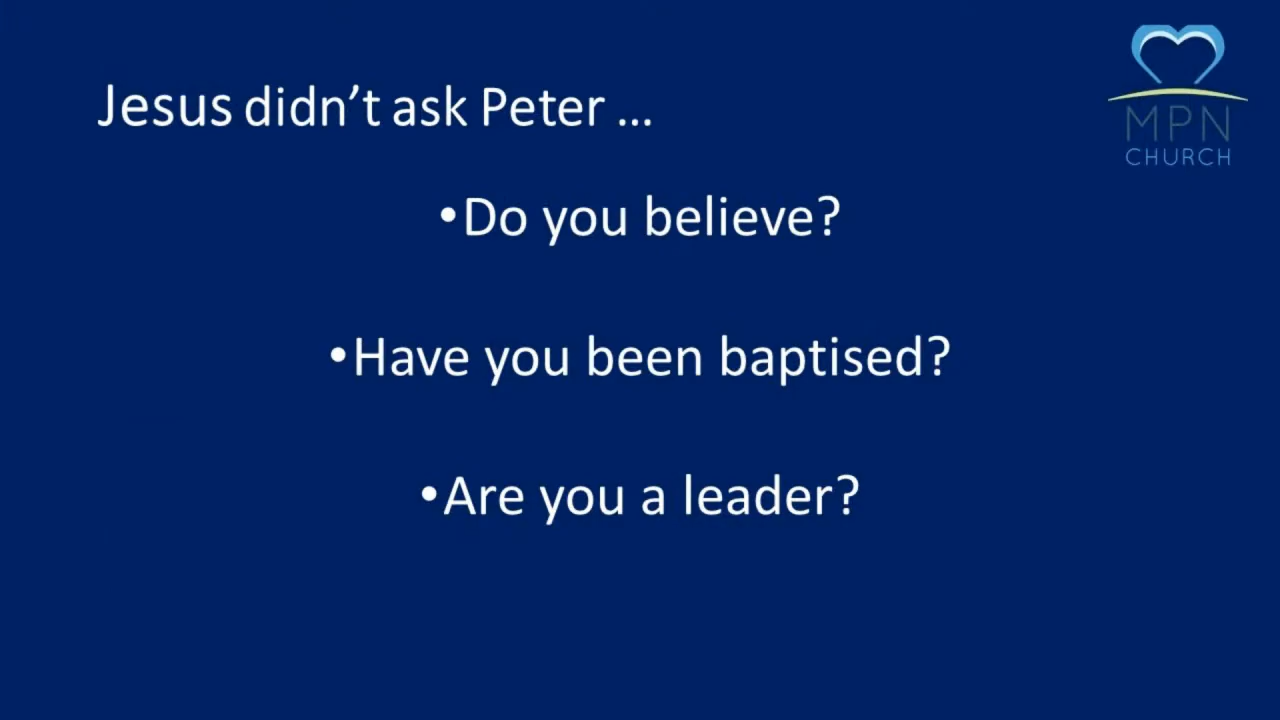 Jesus didn't ask Peter ...
MPN
CHURCH
•Do you believe?
•Have you been baptised?
•Are you a leader?